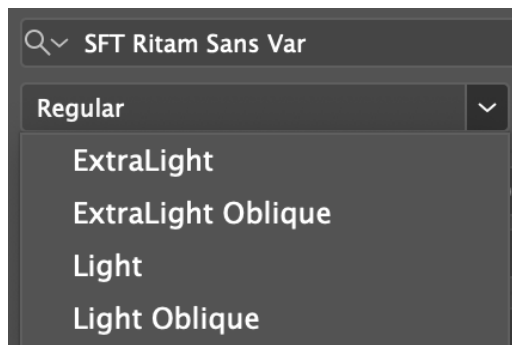 SFT Ritam Sans Var
Regular
ExtraLight
ExtraLight Oblique
Light
Light Oblique